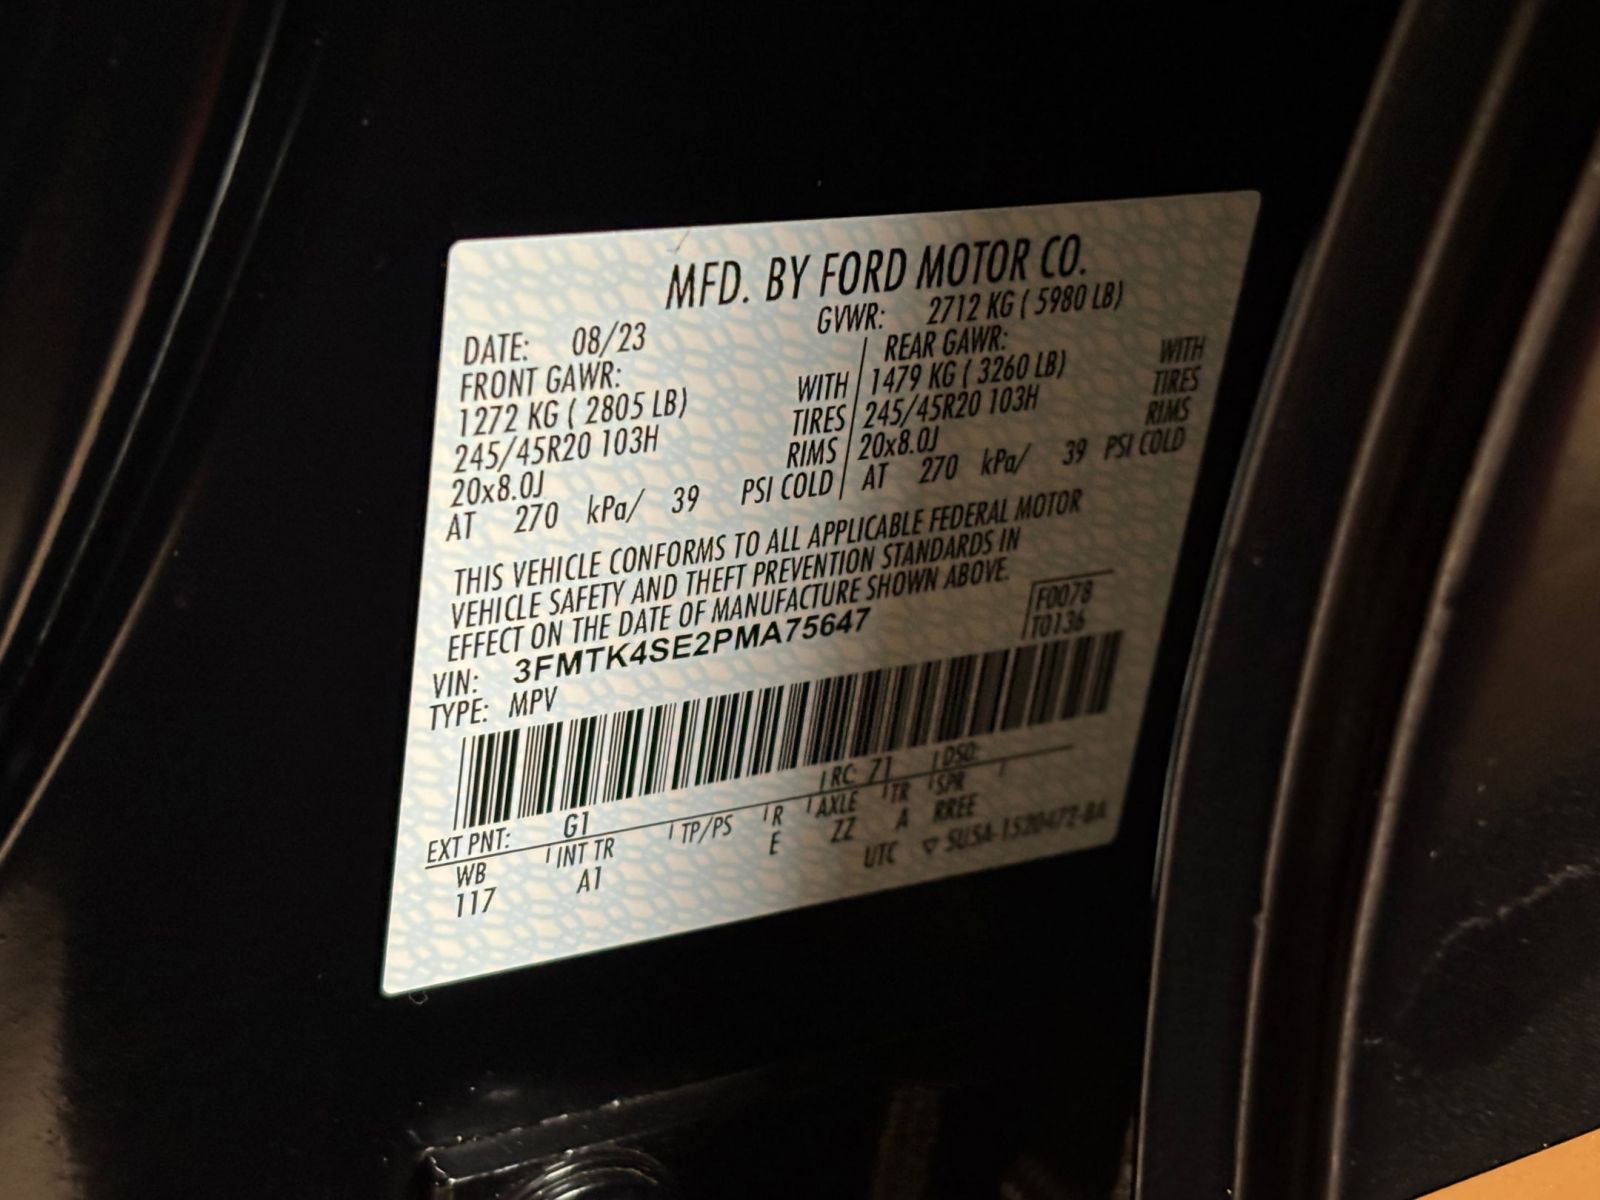 MFD. BY FORD MOTOR CO.
DATE: 08/23 GVWR: 2712 KG ( 5980 LB)
FRONT GAWR: REAR GAWR:
1272 KG ( 2805 LB) WITH 1479 KG ( 3260 LB) WITH
245/45R20 103H TIRES 245/45R20 103H TIRES
20x8.0J RIMS 20x8.0J RIMS
AT 270 kPa/ 39 PSI COLD AT 270 kPa/ 39 PSI COLD
THIS VEHICLE CONFORMS TO ALL APPLICABLE FEDERAL MOTOR
VEHICLE SAFETY AND THEFT PREVENTION STANDARDS IN
EFFECT ON THE DATE OF MANUFACTURE SHOWN ABOVE.
F0078
VIN: 3FMTK4SE2PMA75647 T0136
TYPE: MPV
EXT PNT: G1 RC: 71 DSO:
WB INT TR TP/PS R AXLE TR SPR
117 A1 E ZZ A RREE
UTC ▽ SU5A-1520472-BA